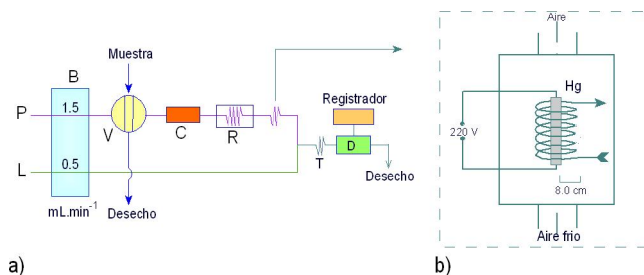 Muestra
B
P
1.5
V
C
R
Registrador
D
T
L
0.5
Desecho
mL.min-1
Desecho
a)
Aire
Hg
220 V
8.0 cm
Aire frio
b)